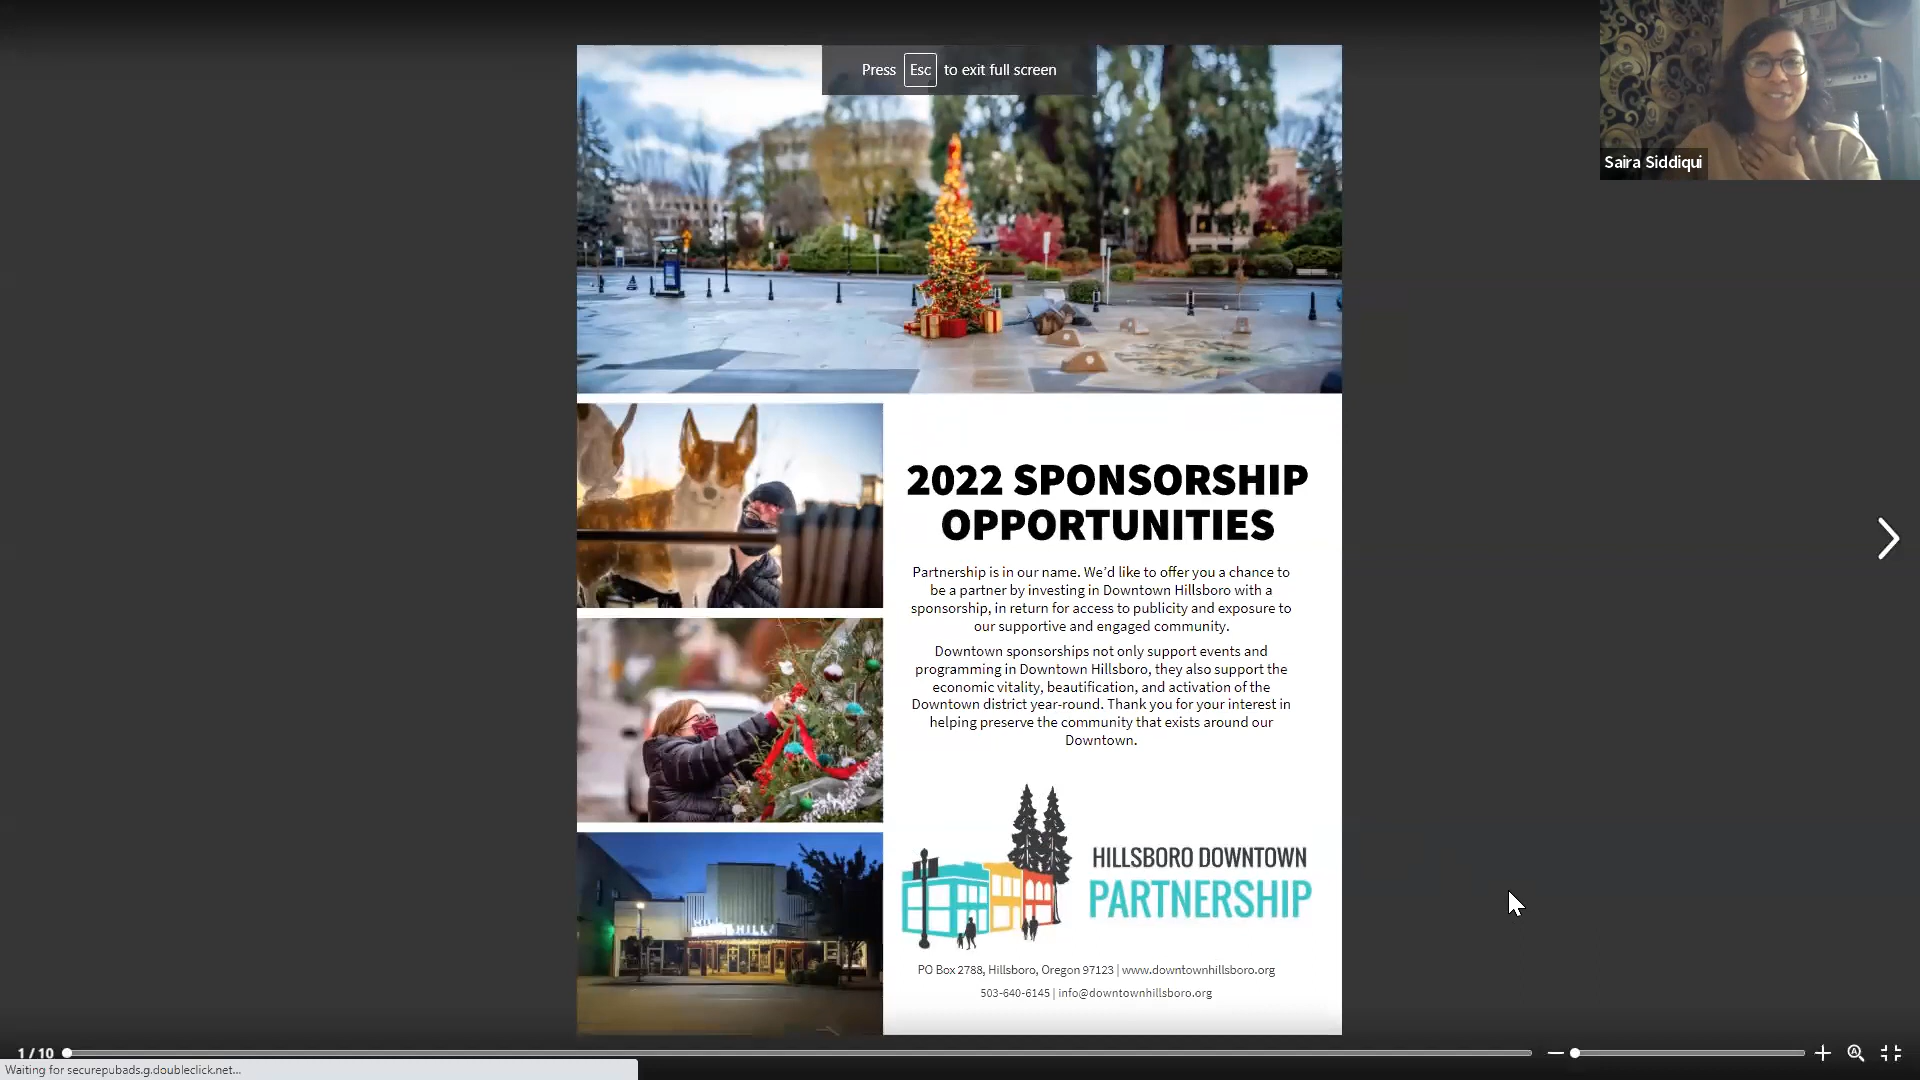 Press Esc to exit full screen
Saira Siddiqui
2022 SPONSORSHIP
OPPORTUNITIES
Partnership is in our name. We'd like to offer you a chance to
be a partner by investing in Downtown Hillsboro with a
sponsorship, in return for access to publicity and exposure to
our supportive and engaged community.
Downtown sponsorships not only support events and
programming in Downtown Hillsboro, they also support the
economic vitality, beautification, and activation of the
Downtown district year-round. Thank you for your interest in
helping preserve the community that exists around our
Downtown.
HILLSBORO DOWNTOWN
PARTNERSHIP
PO Box 2788, Hillsboro, Oregon 97123 | www.downtownhillsboro.org
503-640-6145 | info@downtownhillsboro.org
1 / 10
Waiting for securepubads.g.doubleclick.net...